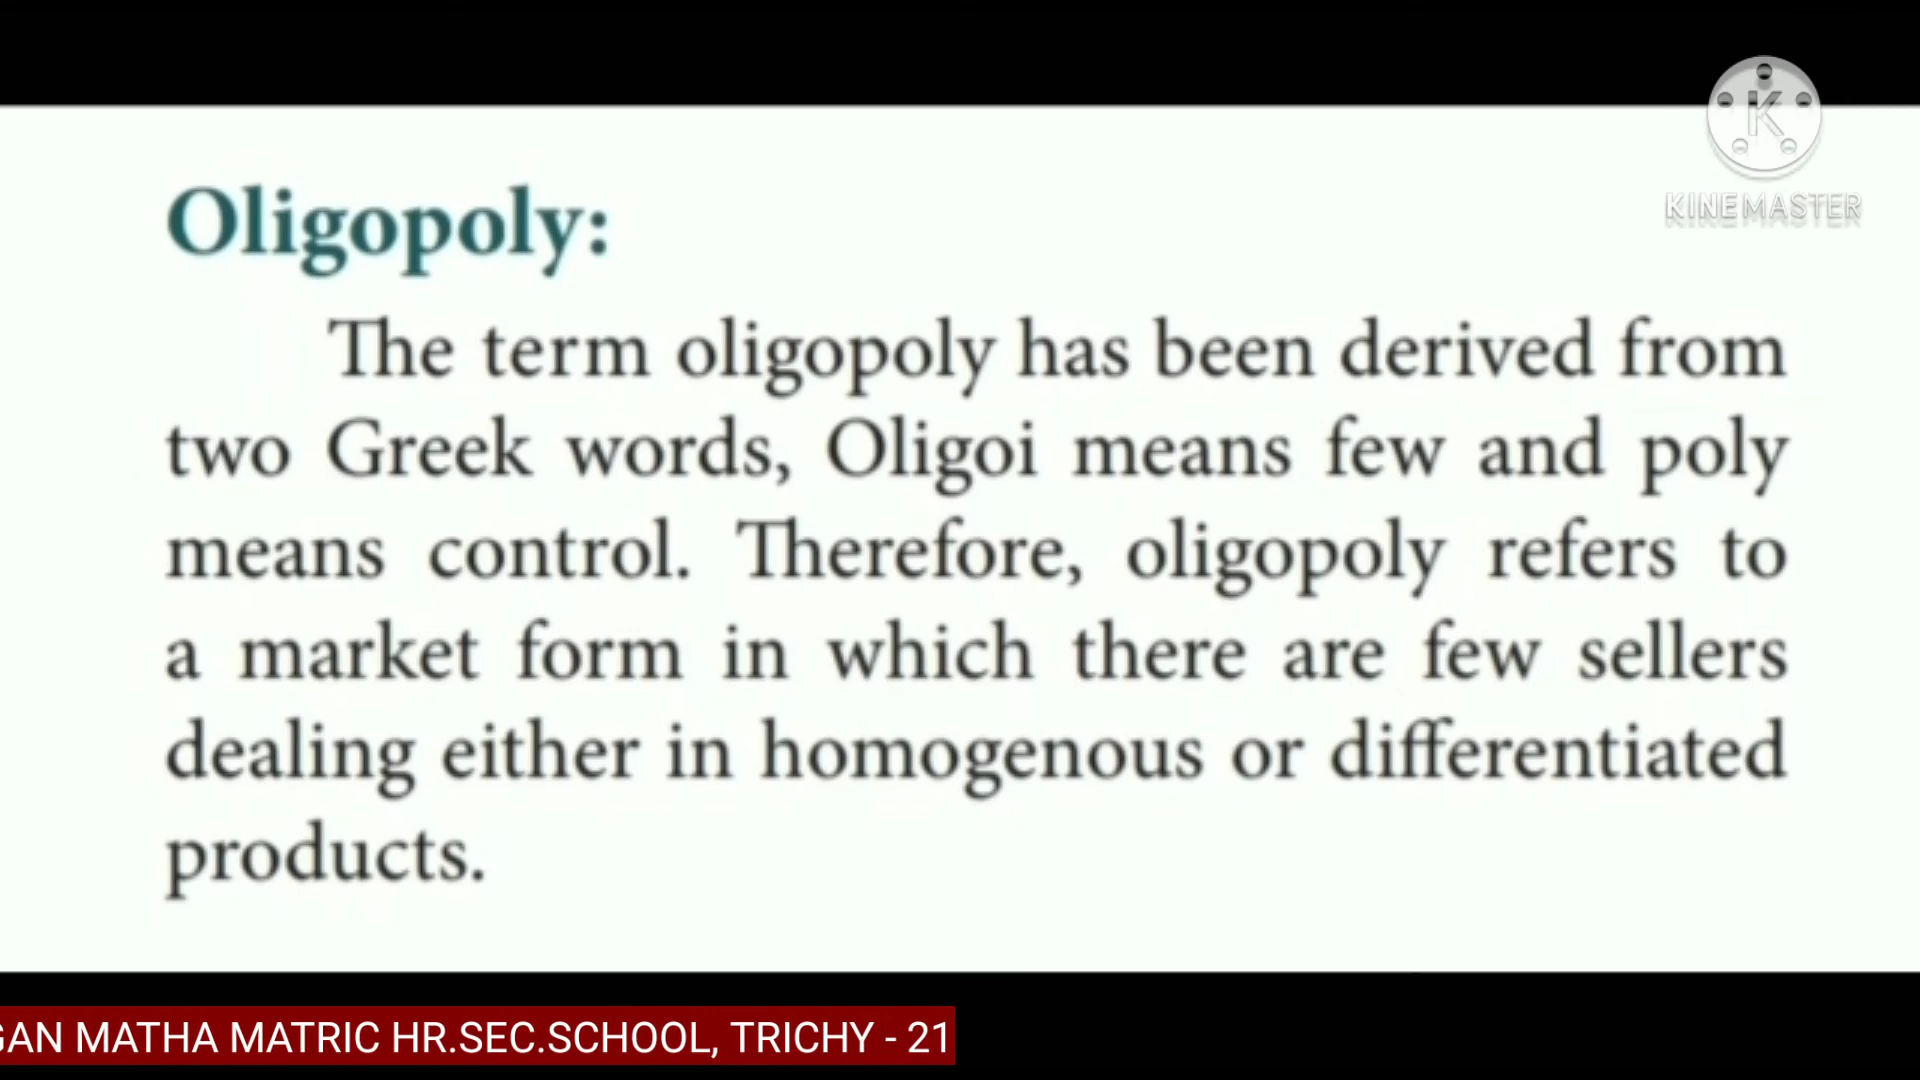 K
KINEMASTER
Oligopoly:
The term oligopoly has been derived from
two Greek words, Oligoi means few and poly
means control. Therefore, oligopoly refers to
a market form in which there are few sellers
dealing either in homogenous or differentiated
products.
GAN MATHA MATRIC HR.SEC.SCHOOL, TRICHY - 21